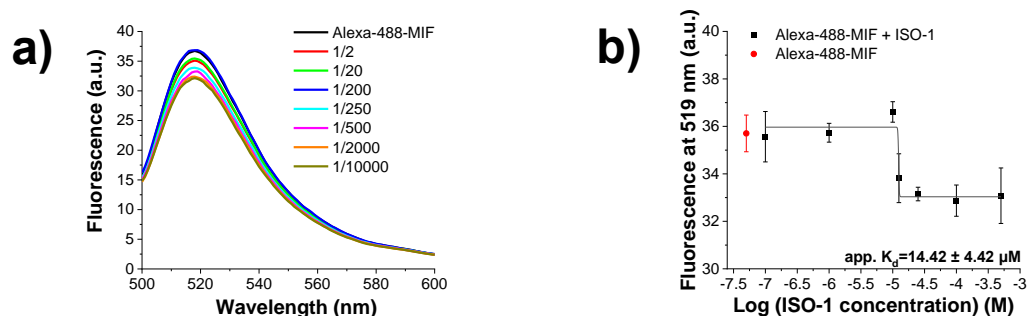 a)
Fluorescence (a.u.)
40
35
30
25
20
15
10
5
0
500 520 540 560 580 600
Wavelength (nm)
Alexa-488-MIF
1/2
1/20
1/200
1/250
1/500
1/2000
1/10000
b)
Fluorescence at 519 nm (a.u.)
40
38
36
34
32
30
Alexa-488-MIF + ISO-1
Alexa-488-MIF
app. Kd=14.42 ± 4.42 µM
-7.5 -7 -6.5 -6 -5.5 -5 -4.5 -4 -3.5 -3
Log (ISO-1 concentration) (M)